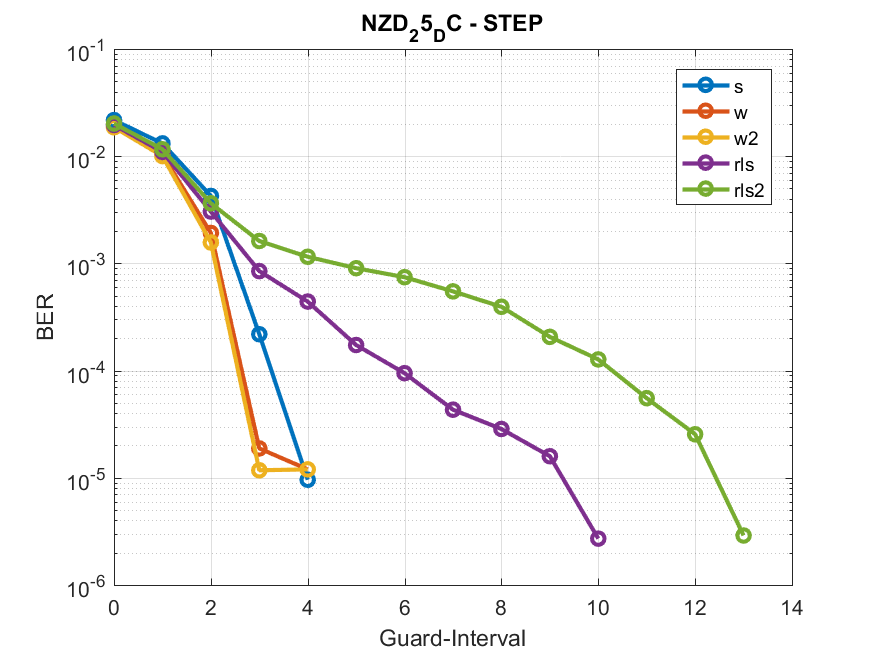 NZD₂5_DC - STEP
10⁻¹
10⁻²
10⁻³
10⁻⁴
10⁻⁵
10⁻⁶
BER
0 2 4 6 8 10 12 14
Guard-Interval
s
w
w2
rls
rls2